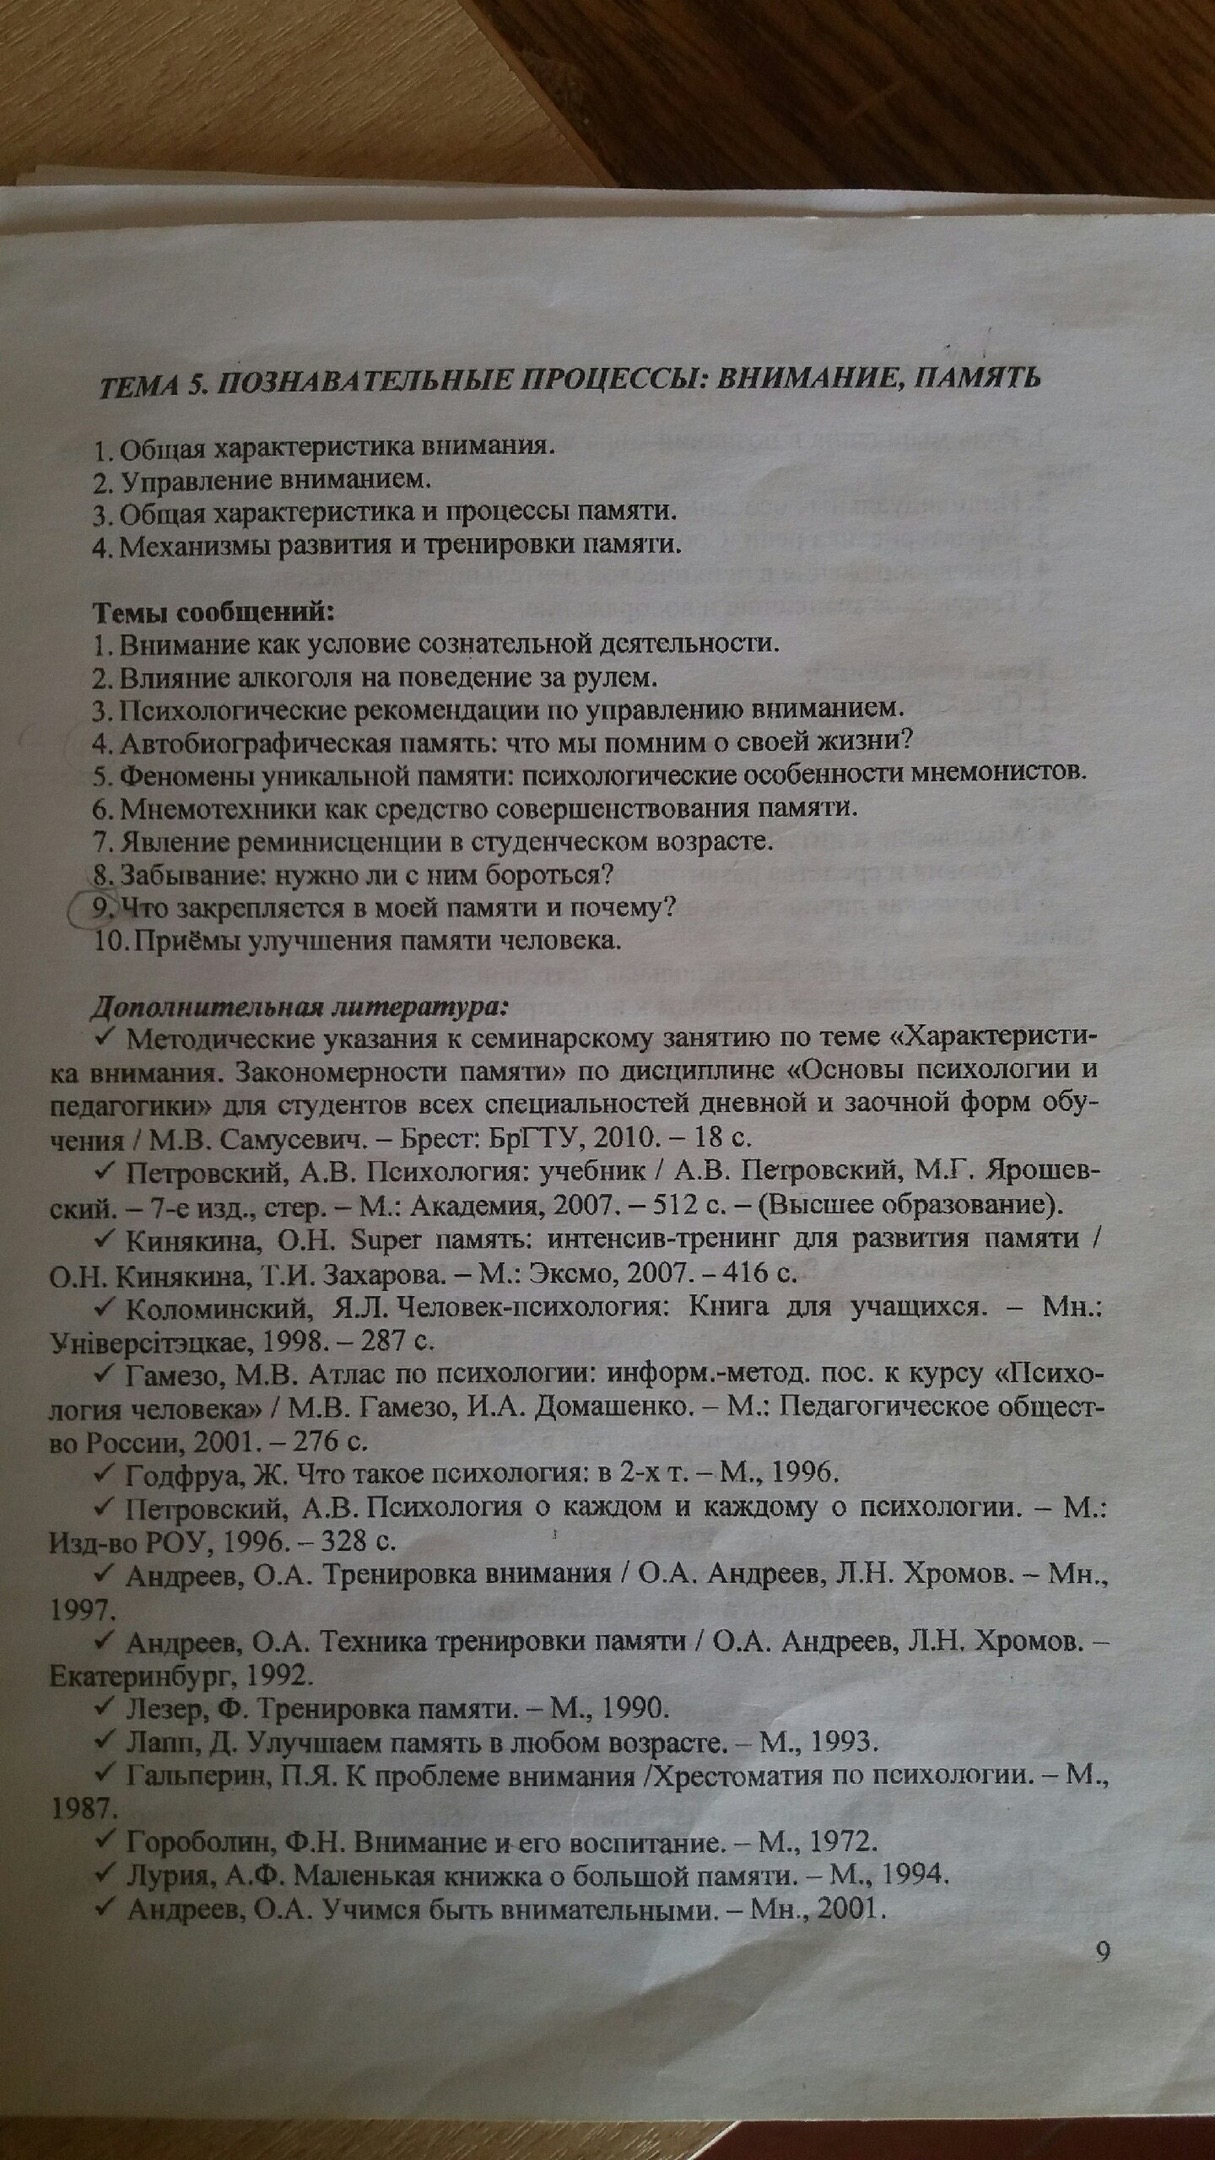 ТЕМА 5. ПОЗНАВАТЕЛЬНЫЕ ПРОЦЕССЫ: ВНИМАНИЕ, ПАМЯТЬ
1. Общая характеристика внимания.
2. Управление вниманием.
3. Общая характеристика и процессы памяти.
4. Механизмы развития и тренировки памяти.
Темы сообщений:
1. Внимание как условие сознательной деятельности.
2. Влияние алкоголя на поведение за рулем.
3. Психологические рекомендации по управлению вниманием.
4. Автобиографическая память: что мы помним о своей жизни?
5. Феномены уникальной памяти: психологические особенности мнемонистов.
6. Мнемотехники как средство совершенствования памяти.
7. Явление реминисценции в студенческом возрасте.
8. Забывание: нужно ли с ним бороться?
9. Что закрепляется в моей памяти и почему?
10. Приёмы улучшения памяти человека.
Дополнительная литература:
✓ Методические указания к семинарскому занятию по теме «Характеристи-
ка внимания. Закономерности памяти» по дисциплине «Основы психологии и
педагогики» для студентов всех специальностей дневной и заочной форм обу-
чения / М.В. Самусевич. – Брест: БрГТУ, 2010. – 18 с.
✓ Петровский, А.В. Психология: учебник / А.В. Петровский, М.Г. Ярошев-
ский. – 7-е изд., стер. – М.: Академия, 2007. – 512 с. – (Высшее образование).
✓ Кинякина, О.Н. Super память: интенсив-тренинг для развития памяти /
О.Н. Кинякина, Т.И. Захарова. – М.: Эксмо, 2007. – 416 с.
✓ Коломинский, Я.Л. Человек-психология: Книга для учащихся. – Мн.:
Універсітэцкае, 1998. – 287 с.
✓ Гамезо, М.В. Атлас по психологии: информ.-метод. пос. к курсу «Психо-
логия человека» / М.В. Гамезо, И.А. Домашенко. – М.: Педагогическое общест-
во России, 2001. – 276 с.
✓ Годфруа, Ж. Что такое психология: в 2-х т. – М., 1996.
✓ Петровский, А.В. Психология о каждом и каждому о психологии. – М.:
Изд-во РОУ, 1996. – 328 с.
✓ Андреев, О.А. Тренировка внимания / О.А. Андреев, Л.Н. Хромов. – Мн.,
1997.
✓ Андреев, О.А. Техника тренировки памяти / О.А. Андреев, Л.Н. Хромов. –
Екатеринбург, 1992.
✓ Лезер, Ф. Тренировка памяти. – М., 1990.
✓ Лапп, Д. Улучшаем память в любом возрасте. – М., 1993.
✓ Гальперин, П.Я. К проблеме внимания /Хрестоматия по психологии. – М.,
1987.
✓ Гороболин, Ф.Н. Внимание и его воспитание. – М., 1972.
✓ Лурия, А.Ф. Маленькая книжка о большой памяти. – М., 1994.
✓ Андреев, О.А. Учимся быть внимательными. – Мн., 2001.
9